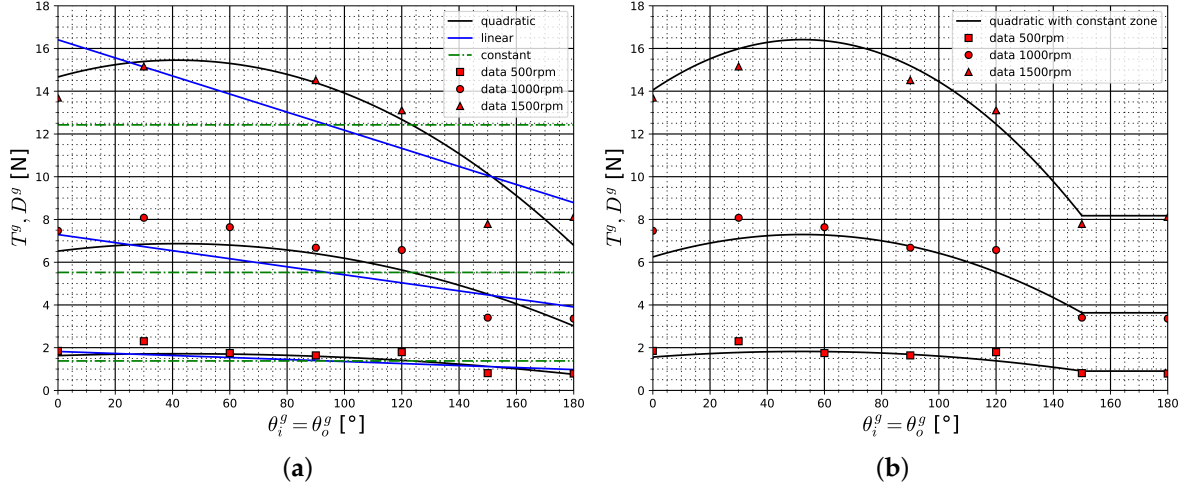 18
16
14
12
10
8
6
4
2
0
T^g, D^g [N]
quadratic
linear
constant
data 500rpm
data 1000rpm
data 1500rpm
0 20 40 60 80 100 120 140 160 180
θ_i^g = θ_o^g [°]
(a)
18
16
14
12
10
8
6
4
2
0
T^g, D^g [N]
quadratic with constant zone
data 500rpm
data 1000rpm
data 1500rpm
0 20 40 60 80 100 120 140 160 180
θ_i^g = θ_o^g [°]
(b)